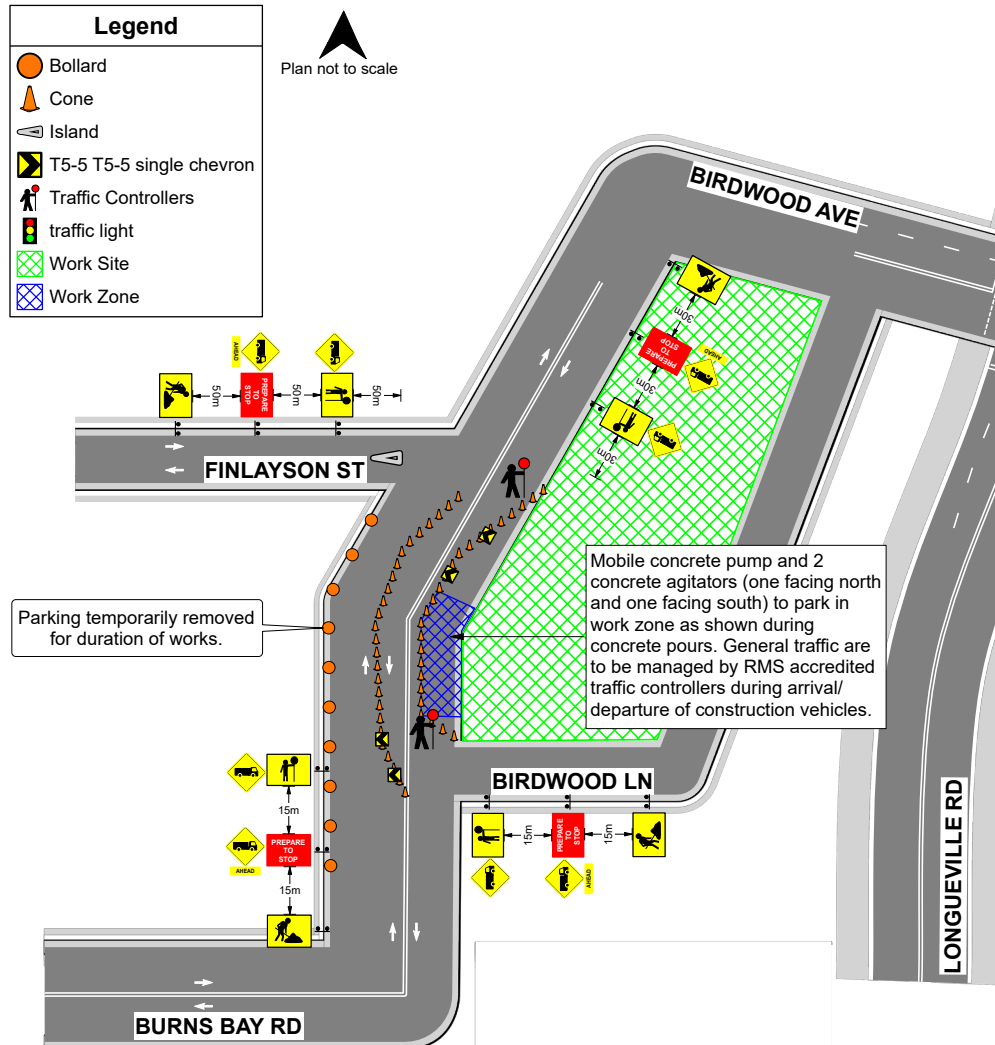 Legend
Bollard
Cone
Island
T5-5 T5-5 single chevron
Traffic Controllers
traffic light
Work Site
Work Zone
Plan not to scale
BIRDWOOD AVE
30m
PREPARE
TO
STOP
AHEAD
30m
30m
AHEAD
50m
PREPARE
TO
STOP
50m
50m
FINLAYSON ST
Parking temporarily removed
for duration of works.
Mobile concrete pump and 2
concrete agitators (one facing north
and one facing south) to park in
work zone as shown during
concrete pours. General traffic are
to be managed by RMS accredited
traffic controllers during arrival/
departure of construction vehicles.
15m
PREPARE
TO
STOP
AHEAD
15m
BIRDWOOD LN
15m
PREPARE
TO
STOP
15m
AHEAD
LONGUEVILLE RD
BURNS BAY RD